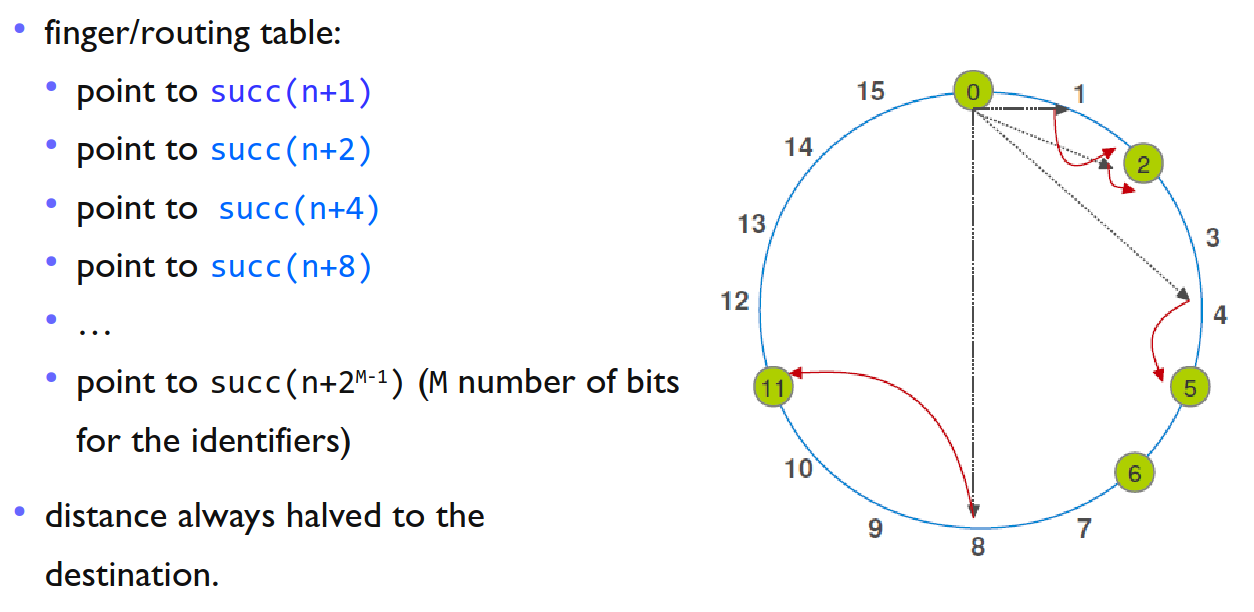 • finger/routing table:
• point to succ(n+1)
• point to succ(n+2)
• point to succ(n+4)
• point to succ(n+8)
• …
• point to succ(n+2ᴹ⁻¹) (M number of bits
for the identifiers)
• distance always halved to the
destination.
0
1
2
3
4
5
6
7
8
9
10
11
12
13
14
15